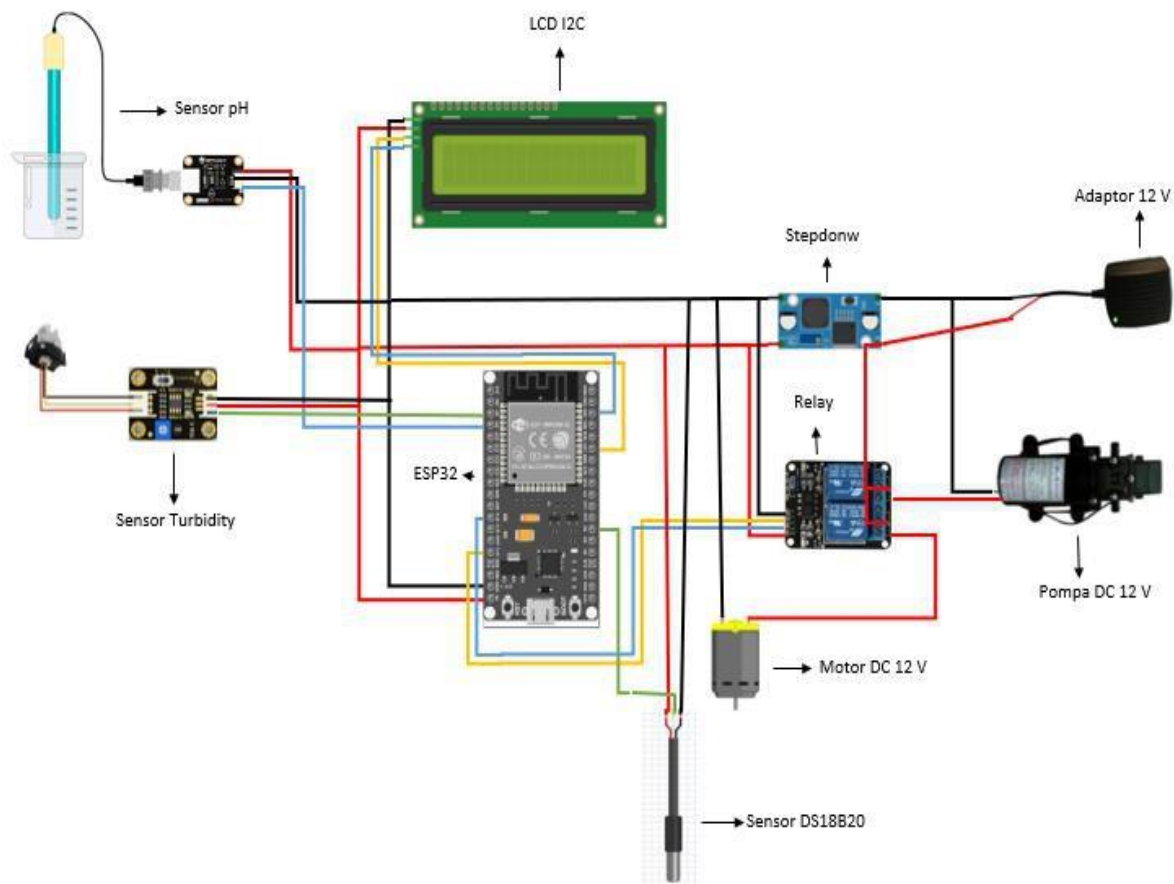 LCD I2C
Sensor pH
Adaptor 12 V
Stepdonw
Relay
ESP32
Sensor Turbidity
Pompa DC 12 V
Motor DC 12 V
Sensor DS18B20